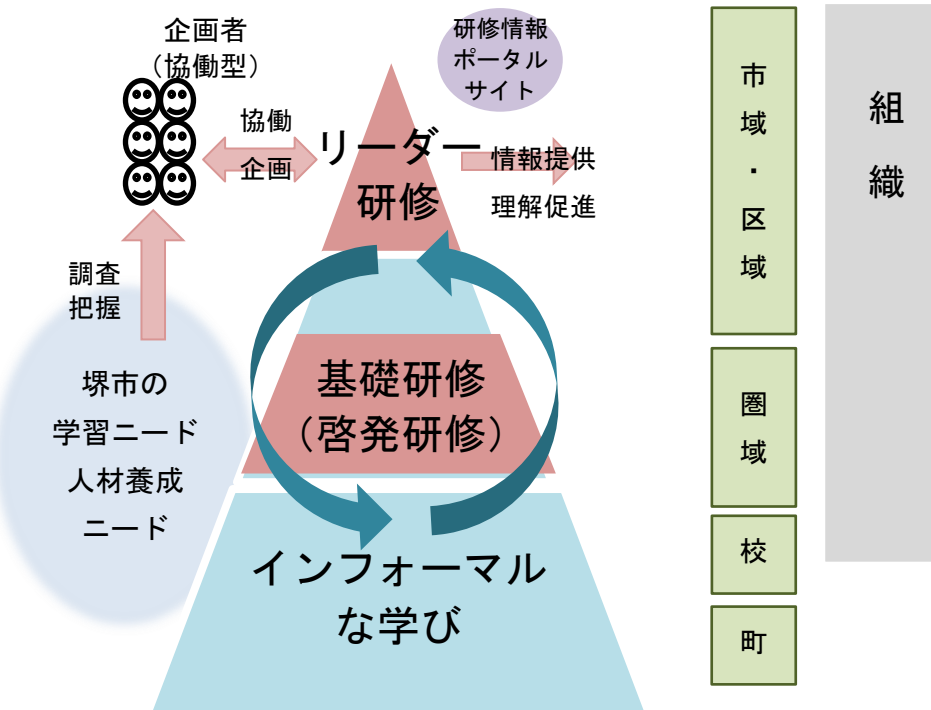 企画者
（協働型）
研修情報
ポータル
サイト
協働
企画
リーダー
研修
情報提供
理解促進
調査
把握
堺市の
学習ニード
人材養成
ニード
基礎研修
（啓発研修）
インフォーマル
な学び
市域・区域
圏域
校
町
組織